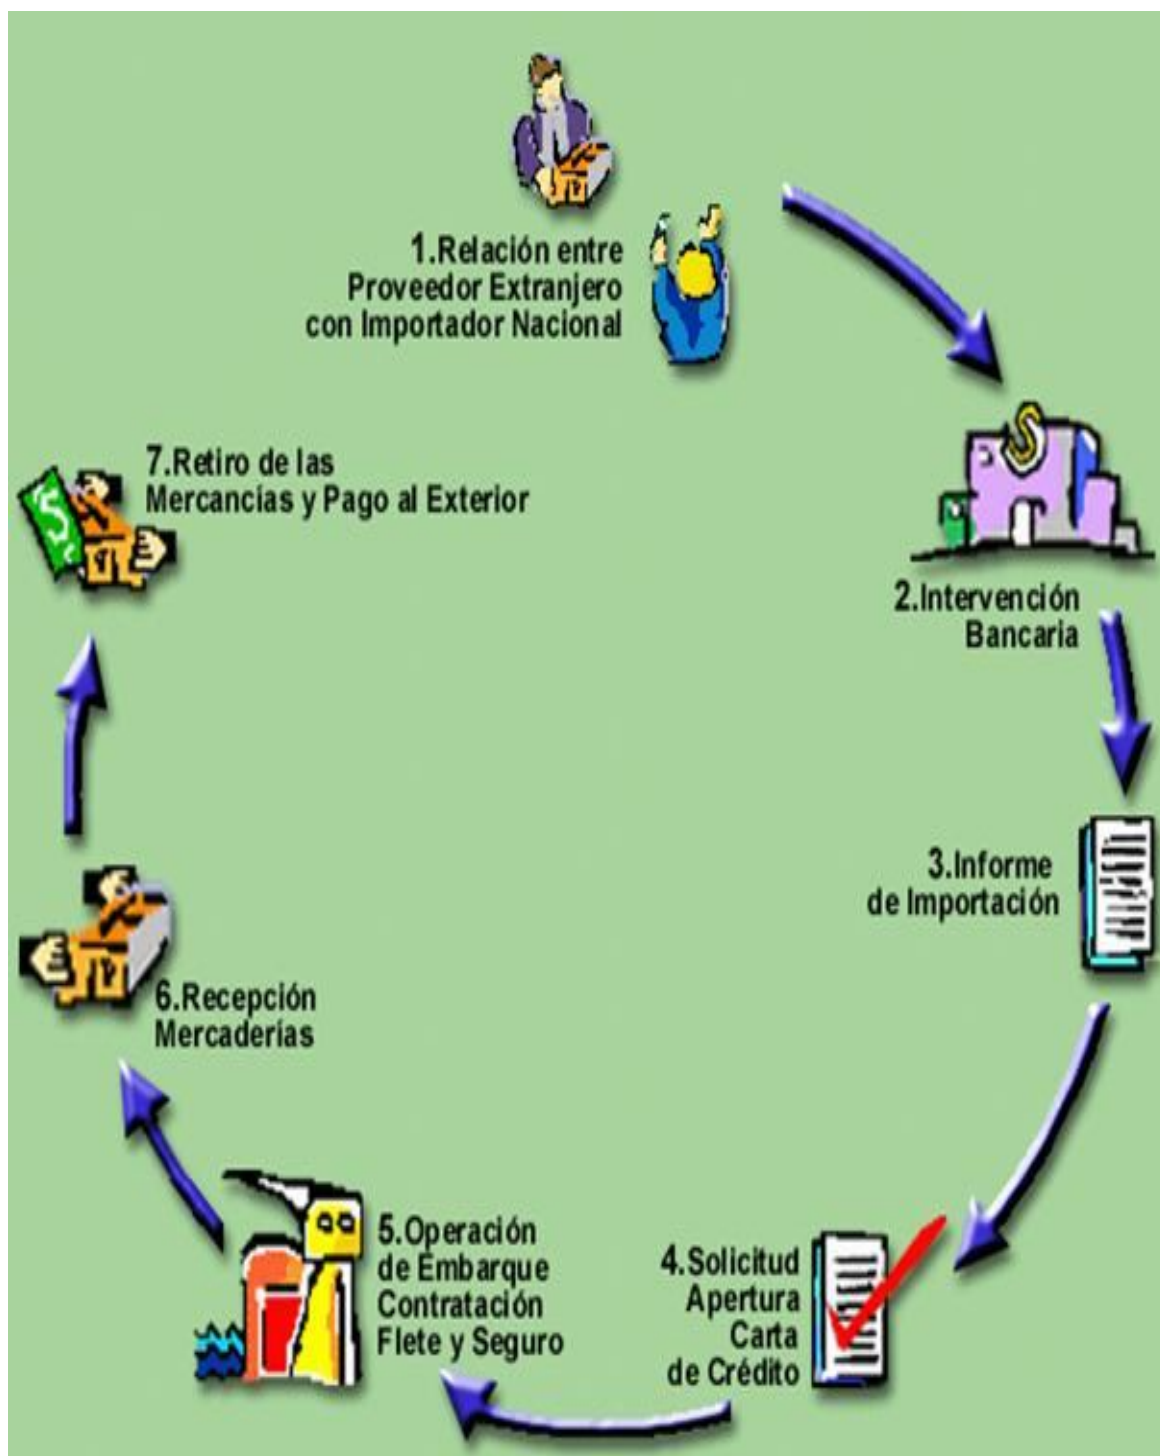 1.Relación entre
Proveedor Extranjero
con Importador Nacional
2.Intervención
Bancaria
3.Informe
de Importación
4.Solicitud
Apertura
Carta
de Crédito
5.Operación
de Embarque
Contratación
Flete y Seguro
6.Recepción
Mercaderías
7.Retiro de las
Mercancías y Pago al Exterior